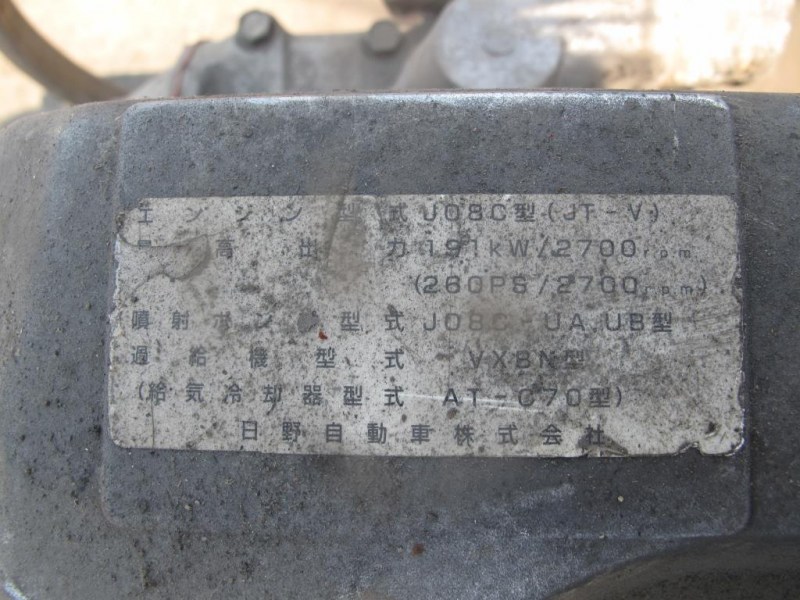 エンジン型式 J08C型(JT-V)
最高出力 191kW/2700rpm
(260PS/2700rpm)
噴射ポンプ型式 J08C-UA,UB型
過給機型式 VX8N型
(給気冷却器型式 AT-C70型)
日野自動車株式会社